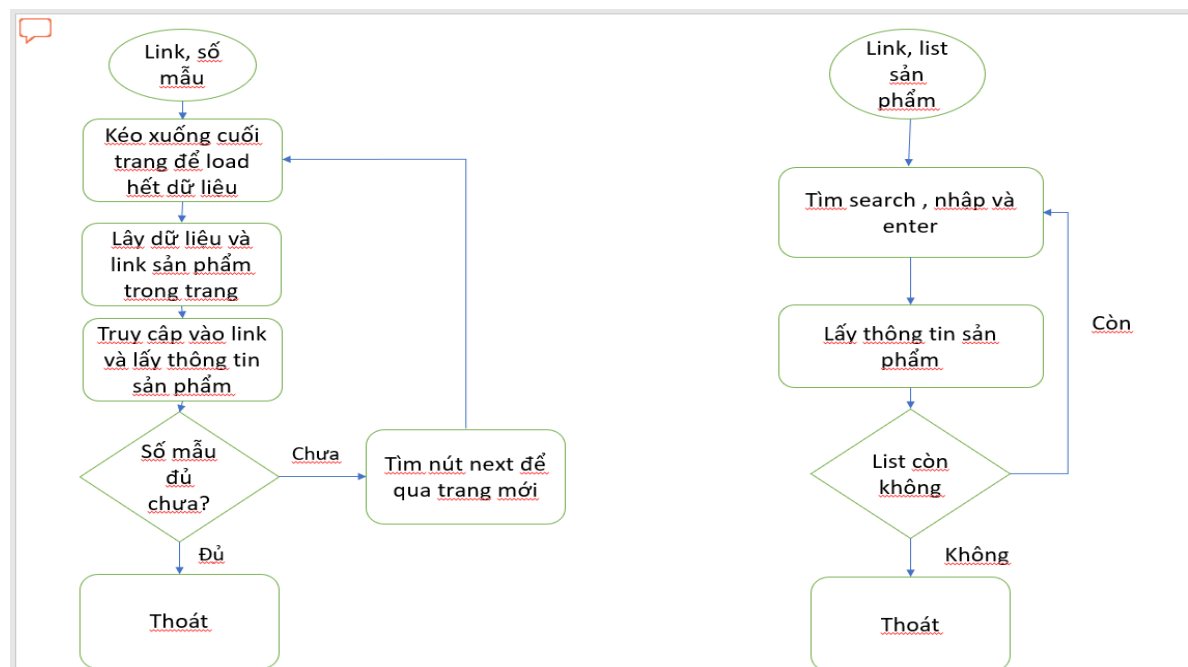 Link, số
mẫu
Kéo xuống cuối
trang để load
hết dữ liệu
Lây dữ liệu và
link sản phẩm
trong trang
Truy câp vào link
và lấy thông tin
sản phẩm
Số mẫu
đủ
chưa?
Chưa
Tìm nút next để
qua trang mới
Đủ
Thoát
Link, list
sản
phẩm
Tìm search , nhập và
enter
Lấy thông tin sản
phẩm
Còn
List còn
không
Không
Thoát